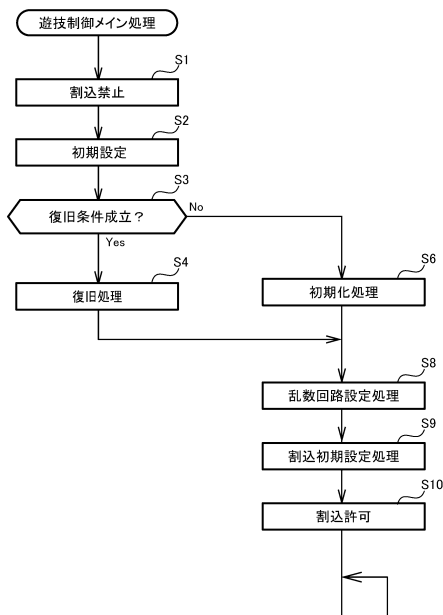 遊技制御メイン処理
S1
割込禁止
S2
初期設定
S3
復旧条件成立?
No
Yes
S4
復旧処理
S6
初期化処理
S8
乱数回路設定処理
S9
割込初期設定処理
S10
割込許可